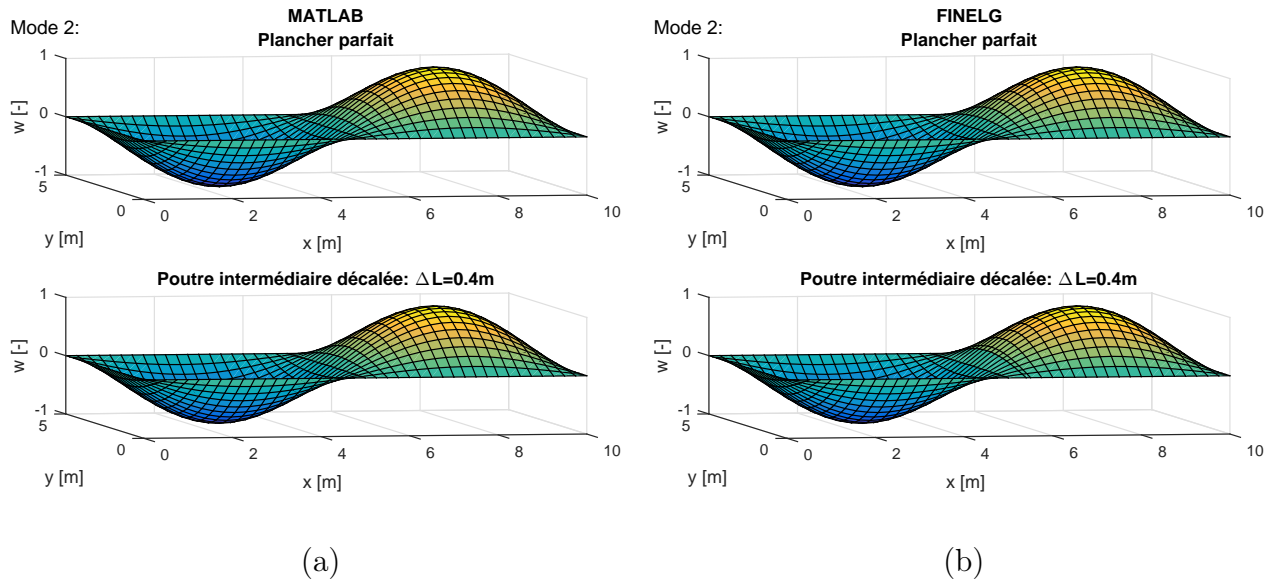 Mode 2:
MATLAB
Plancher parfait
1
0
-1
w [-]
5
0
y [m]
0
2
4
6
8
10
x [m]
Poutre intermédiaire décalée: ΔL=0.4m
1
0
-1
w [-]
5
0
y [m]
0
2
4
6
8
10
x [m]
(a)
Mode 2:
FINELG
Plancher parfait
1
0
-1
w [-]
5
0
y [m]
0
2
4
6
8
10
x [m]
Poutre intermédiaire décalée: ΔL=0.4m
1
0
-1
w [-]
5
0
y [m]
0
2
4
6
8
10
x [m]
(b)